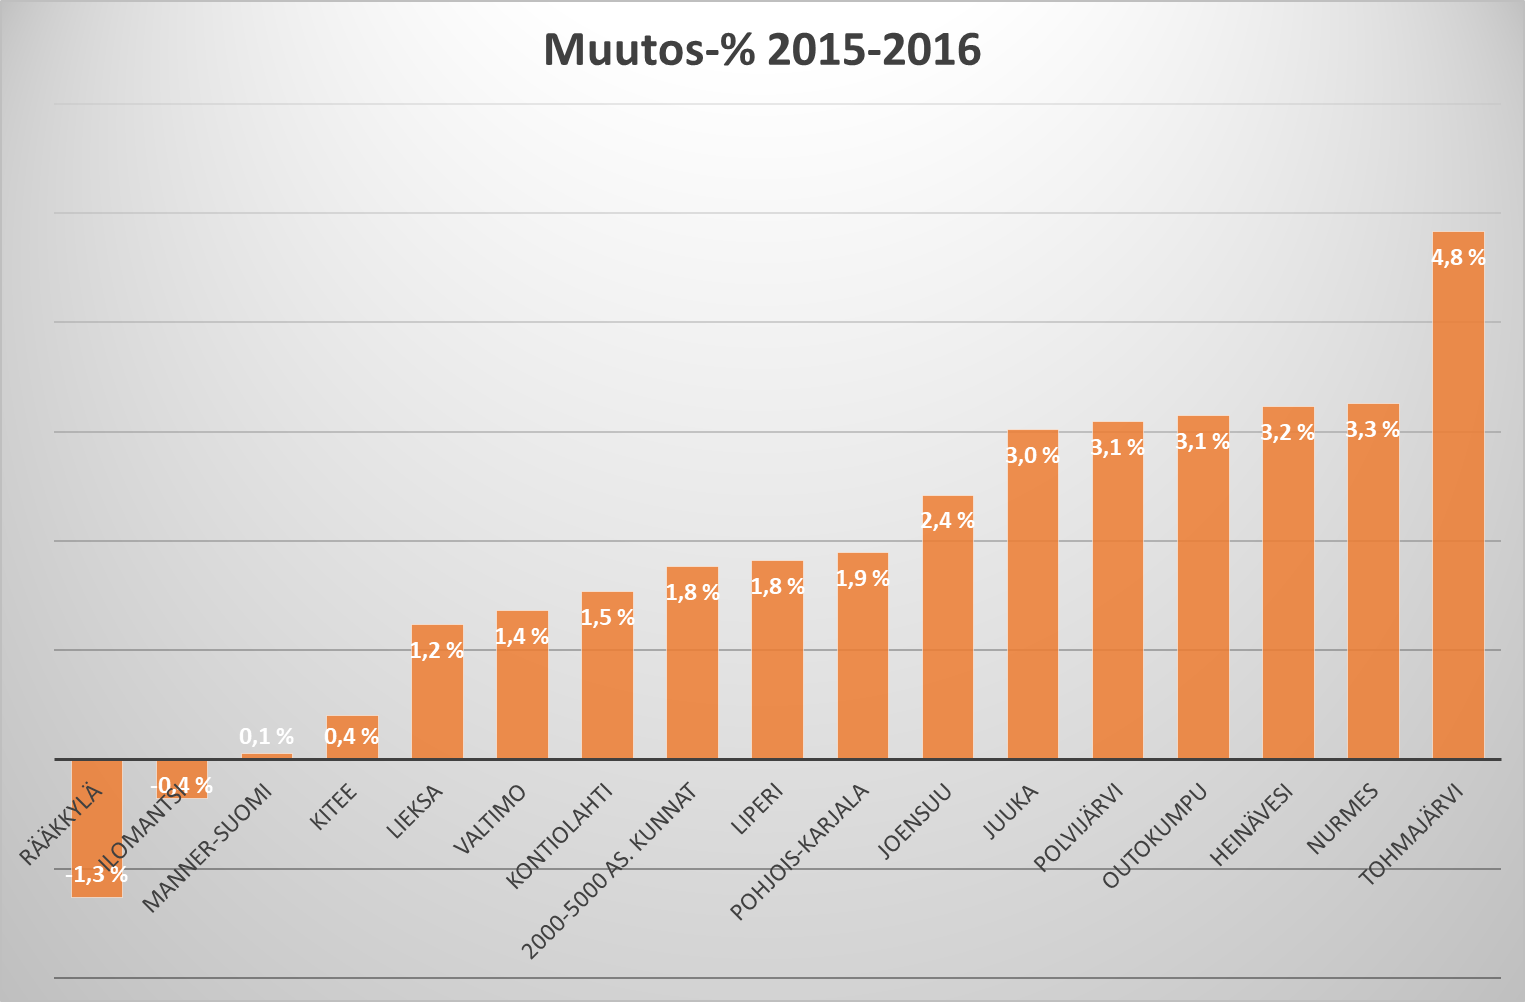 Muutos-% 2015-2016
4,8 %
3,3 %
3,2 %
3,1 %
3,1 %
3,0 %
2,4 %
1,9 %
1,8 %
1,8 %
1,5 %
1,4 %
1,2 %
0,4 %
0,1 %
-0,4 %
-1,3 %
RÄÄKKYLÄ
ILOMANTSI
MANNER-SUOMI
KITEE
LIEKSA
VALTIMO
KONTIOLAHTI
2000-5000 AS. KUNNAT
LIPERI
POHJOIS-KARJALA
JOENSUU
JUUKA
POLVIJÄRVI
OUTOKUMPU
HEINÄVESI
NURMES
TOHMAJÄRVI